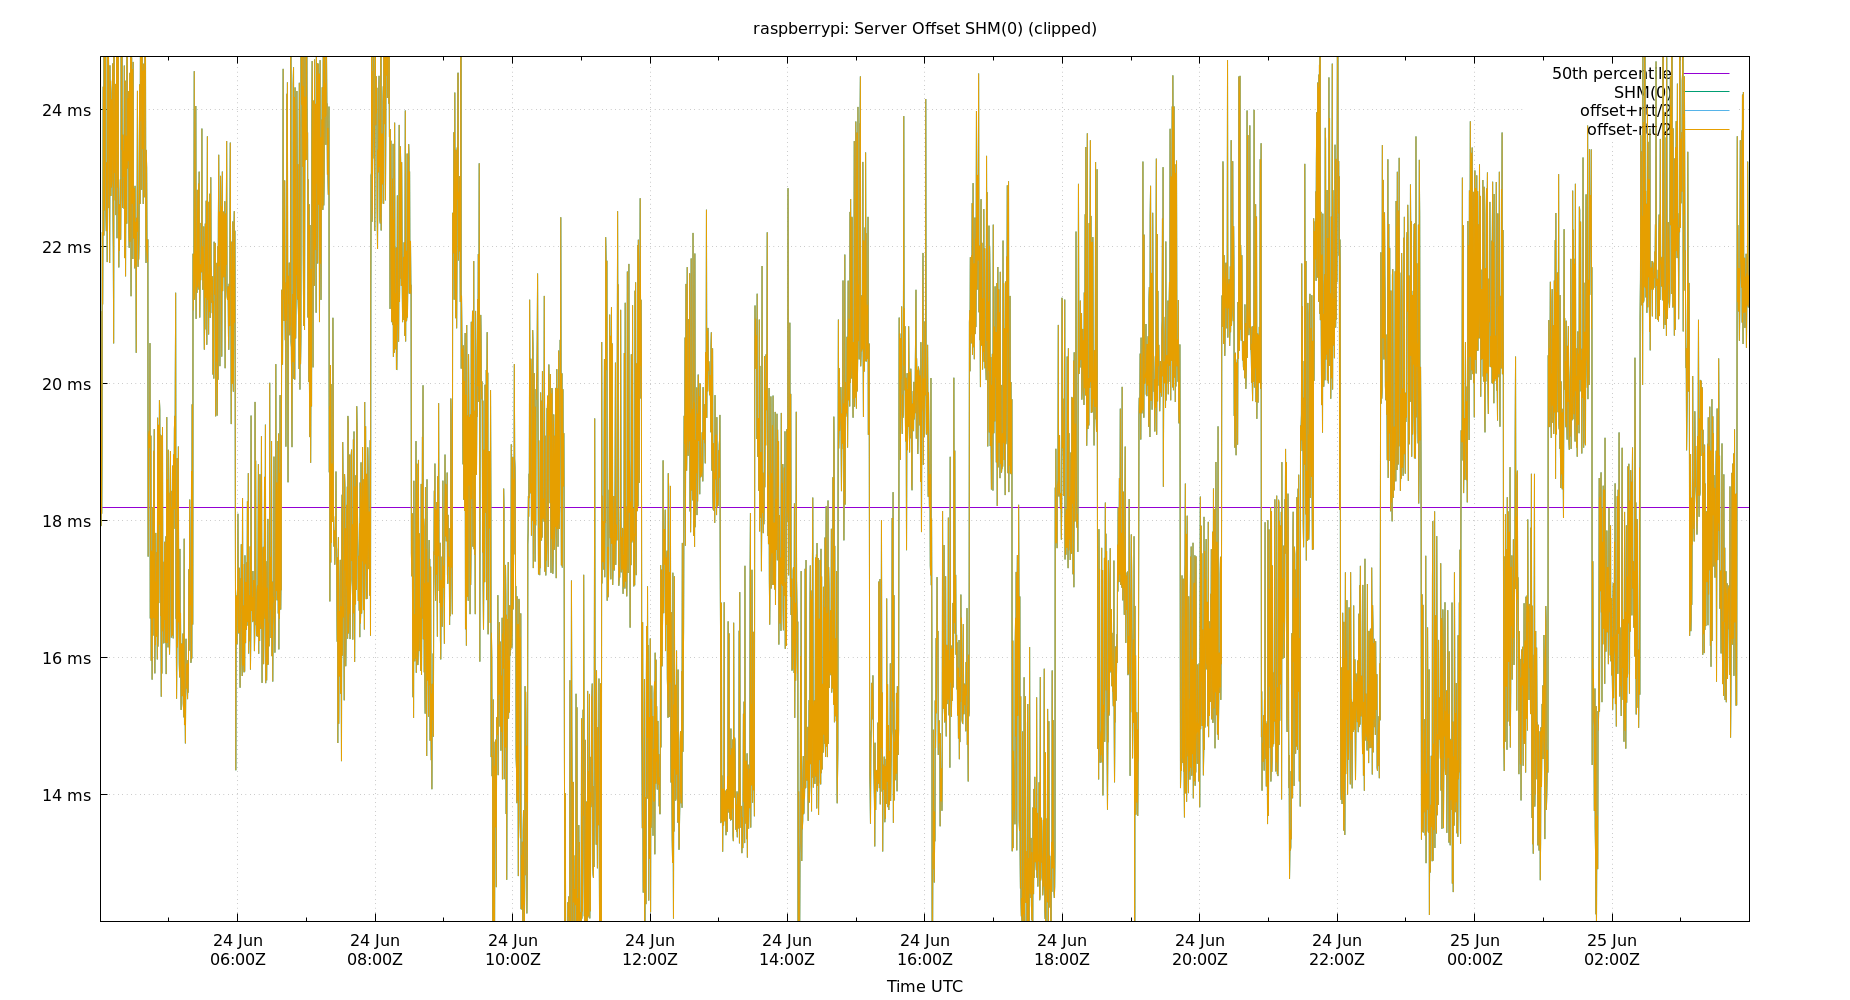 raspberrypi: Server Offset SHM(0) (clipped)
50th percentile
SHM(0)
offset+rtt/2
offset-rtt/2
24 ms
22 ms
20 ms
18 ms
16 ms
14 ms
24 Jun 24 Jun 24 Jun 24 Jun 24 Jun 24 Jun 24 Jun 24 Jun 24 Jun 25 Jun 25 Jun
06:00Z 08:00Z 10:00Z 12:00Z 14:00Z 16:00Z 18:00Z 20:00Z 22:00Z 00:00Z 02:00Z
Time UTC